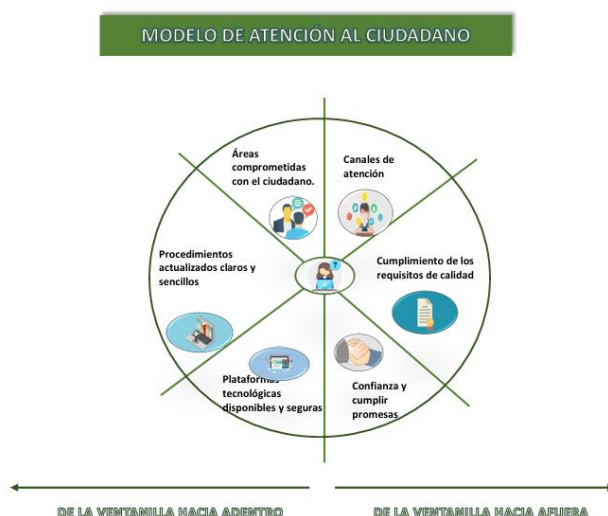 MODELO DE ATENCIÓN AL CIUDADANO
Áreas
comprometidas
con el ciudadano.
Canales de
atención
Procedimientos
actualizados claros y
sencillos
Cumplimiento de los
requisitos de calidad
Plataformas
tecnológicas
disponibles y seguras
Confianza y
cumplir
promesas
DE LA VENTANILLA HACIA ADENTRO
DE LA VENTANILLA HACIA AFUERA